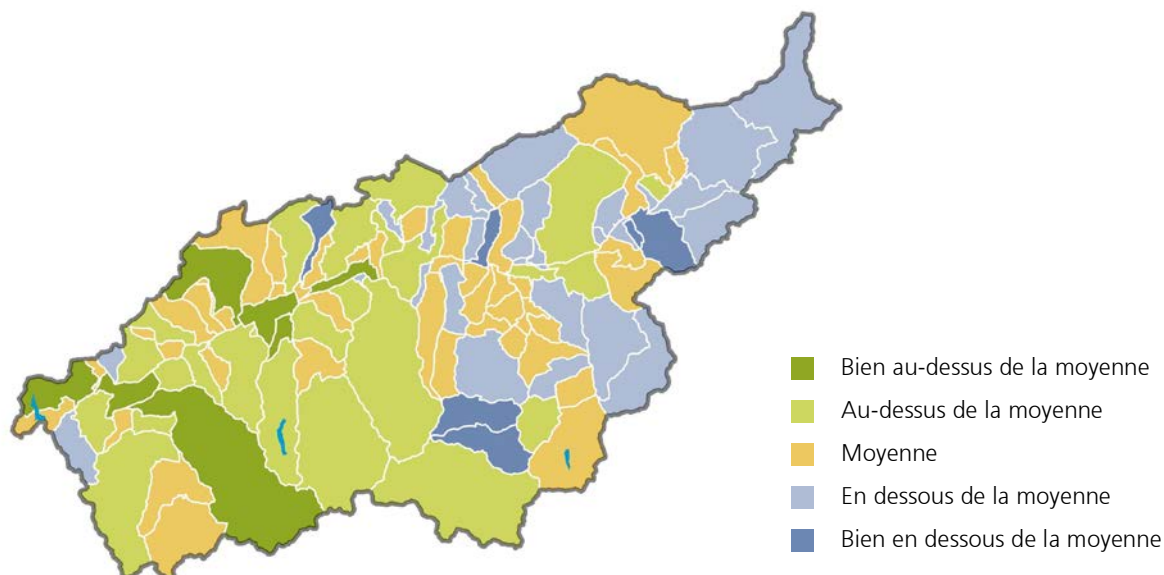 Bien au-dessus de la moyenne
Au-dessus de la moyenne
Moyenne
En dessous de la moyenne
Bien en dessous de la moyenne